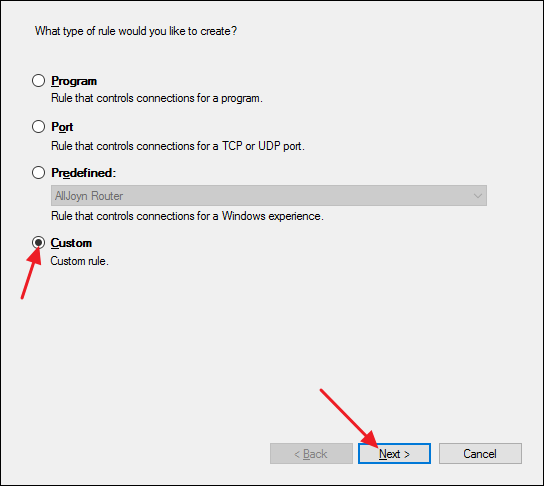 What type of rule would you like to create?
Program
Rule that controls connections for a program.
Port
Rule that controls connections for a TCP or UDP port.
Predefined:
AllJoyn Router
Rule that controls connections for a Windows experience.
Custom
Custom rule.
< Back Next > Cancel